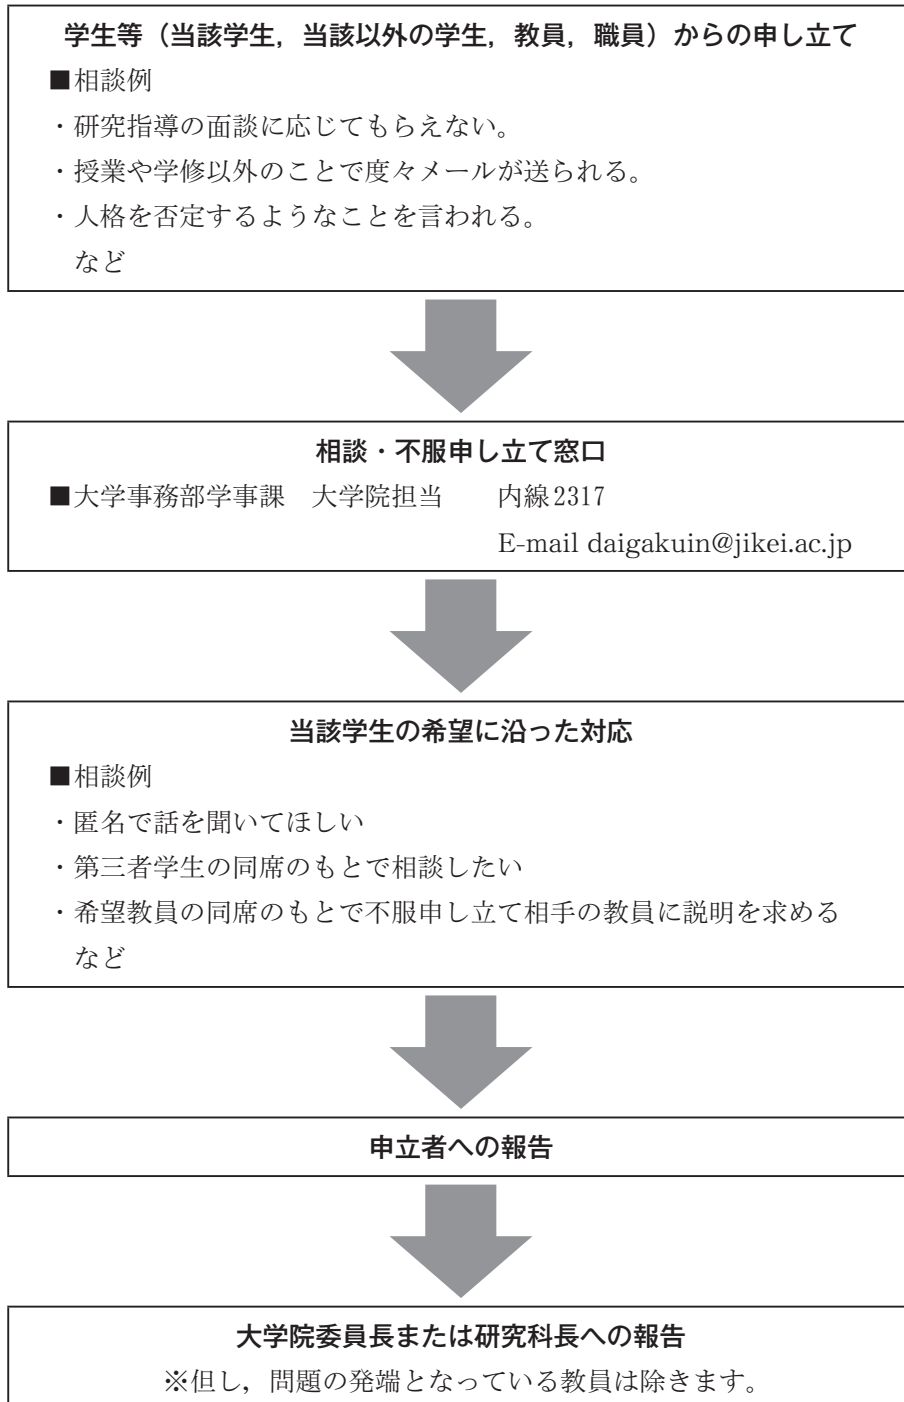 学生等（当該学生，当該以外の学生，教員，職員）からの申し立て
■相談例
・研究指導の面談に応じてもらえない。
・授業や学修以外のことで度々メールが送られる。
・人格を否定するようなことを言われる。
など
相談・不服申し立て窓口
■大学事務部学事課　大学院担当　　内線2317
E-mail daigakuin@jikei.ac.jp
当該学生の希望に沿った対応
■相談例
・匿名で話を聞いてほしい
・第三者学生の同席のもとで相談したい
・希望教員の同席のもとで不服申し立て相手の教員に説明を求める
など
申立者への報告
大学院委員長または研究科長への報告
※但し，問題の発端となっている教員は除きます。